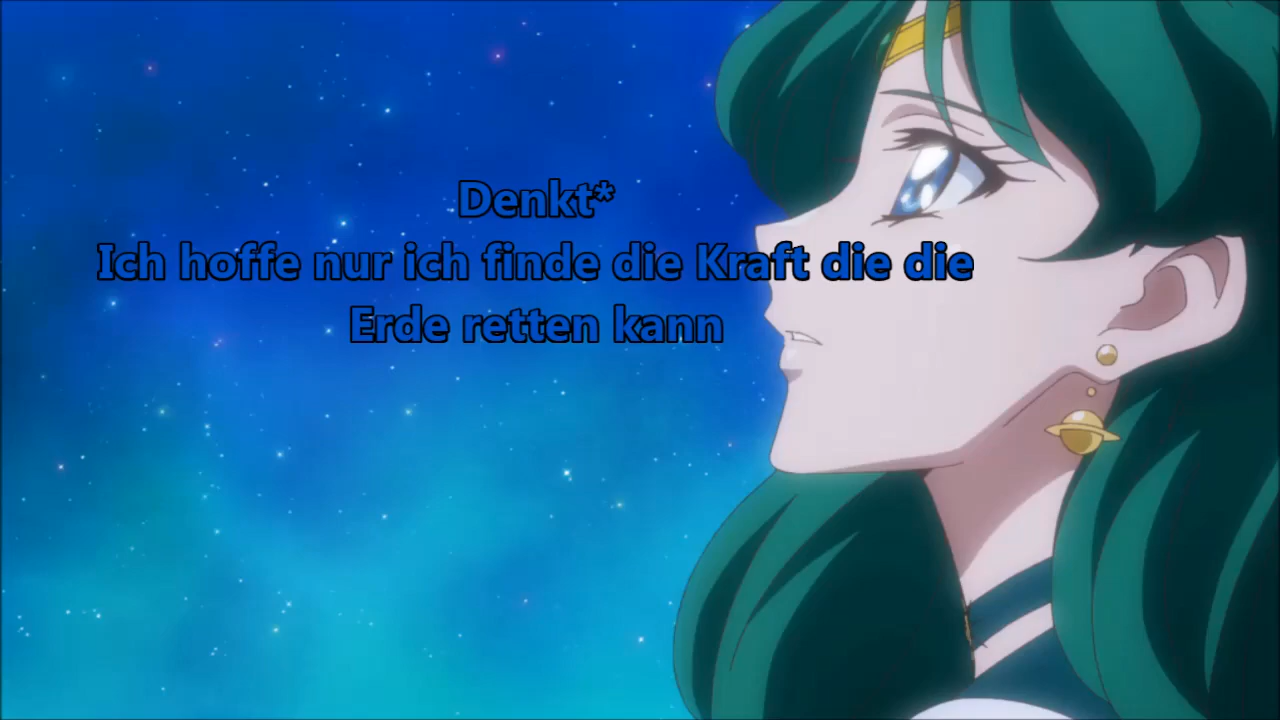 Denkt*
Ich hoffe nur ich finde die Kraft die die
Erde retten kann